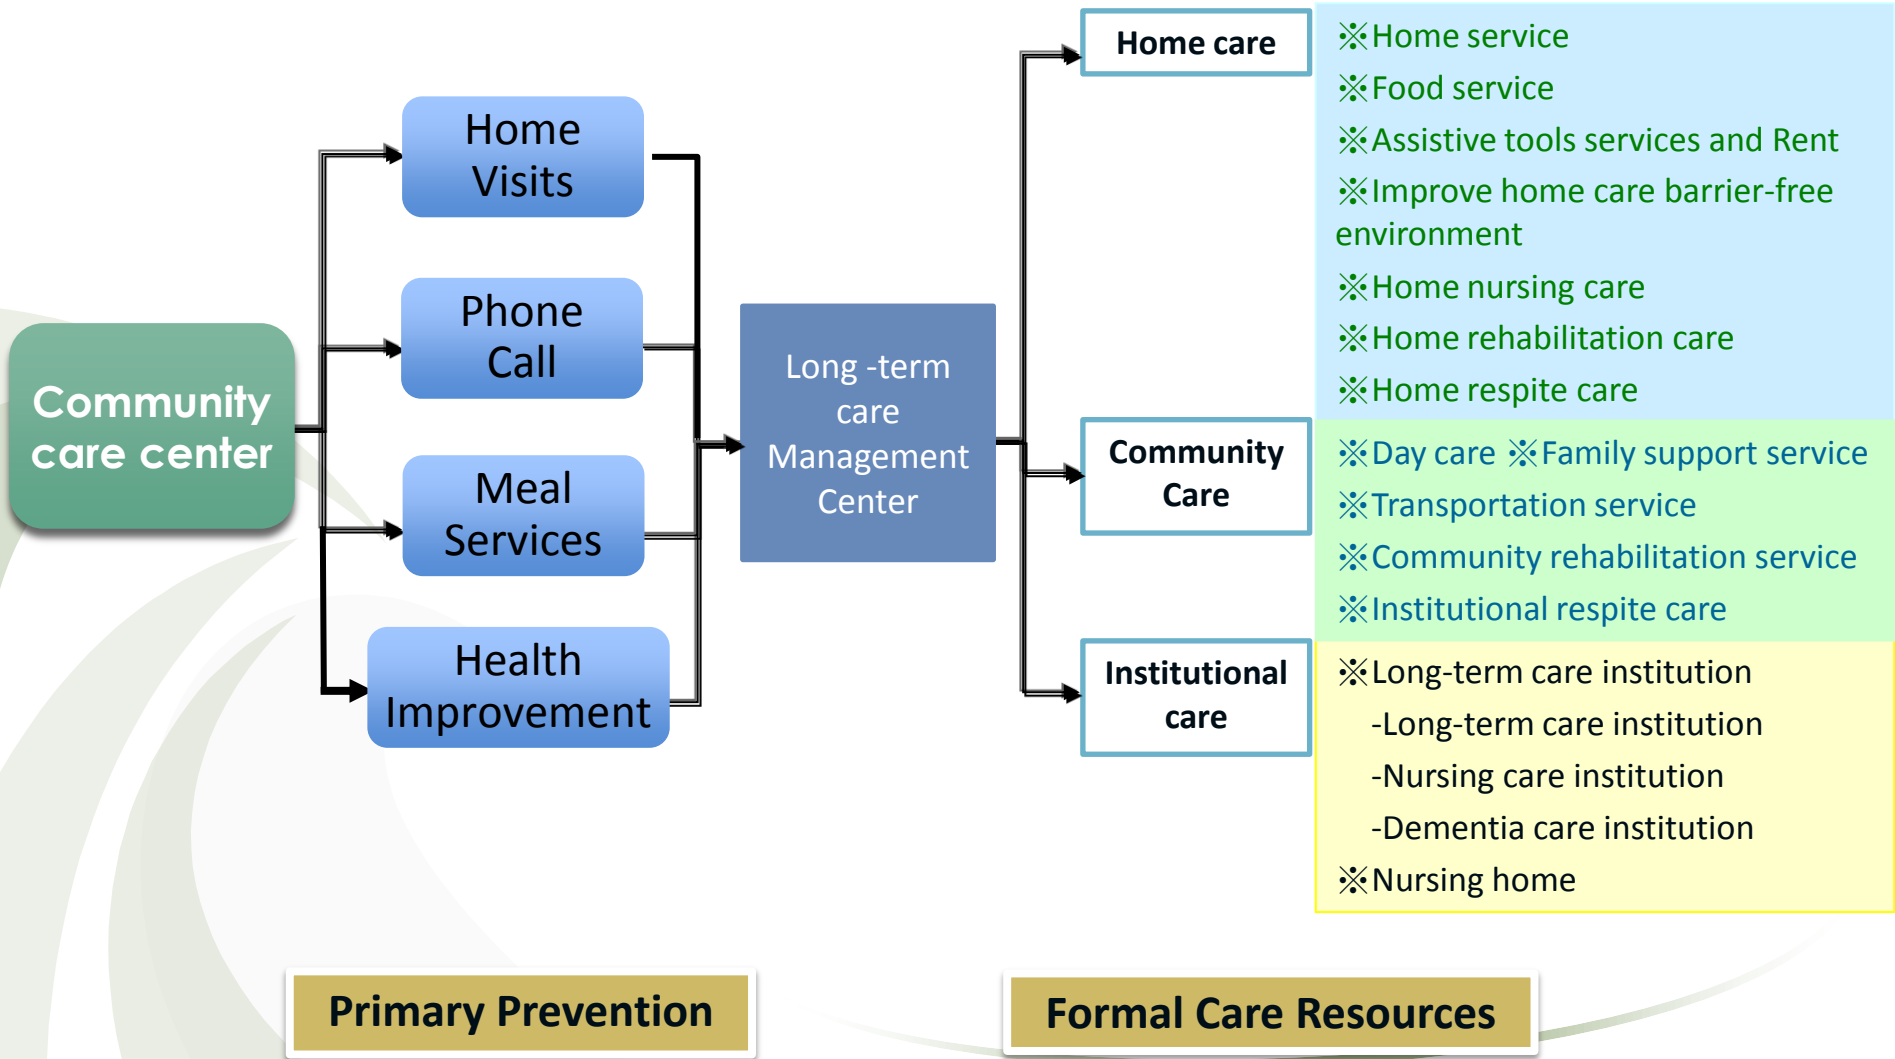 Community
care center
Home
Visits
Phone
Call
Meal
Services
Health
Improvement
Long -term
care
Management
Center
Home care
※Home service
※Food service
※Assistive tools services and Rent
※Improve home care barrier-free
environment
※Home nursing care
※Home rehabilitation care
※Home respite care
Community
Care
※Day care ※Family support service
※Transportation service
※Community rehabilitation service
※Institutional respite care
Institutional
care
※Long-term care institution
-Long-term care institution
-Nursing care institution
-Dementia care institution
※Nursing home
Primary Prevention
Formal Care Resources